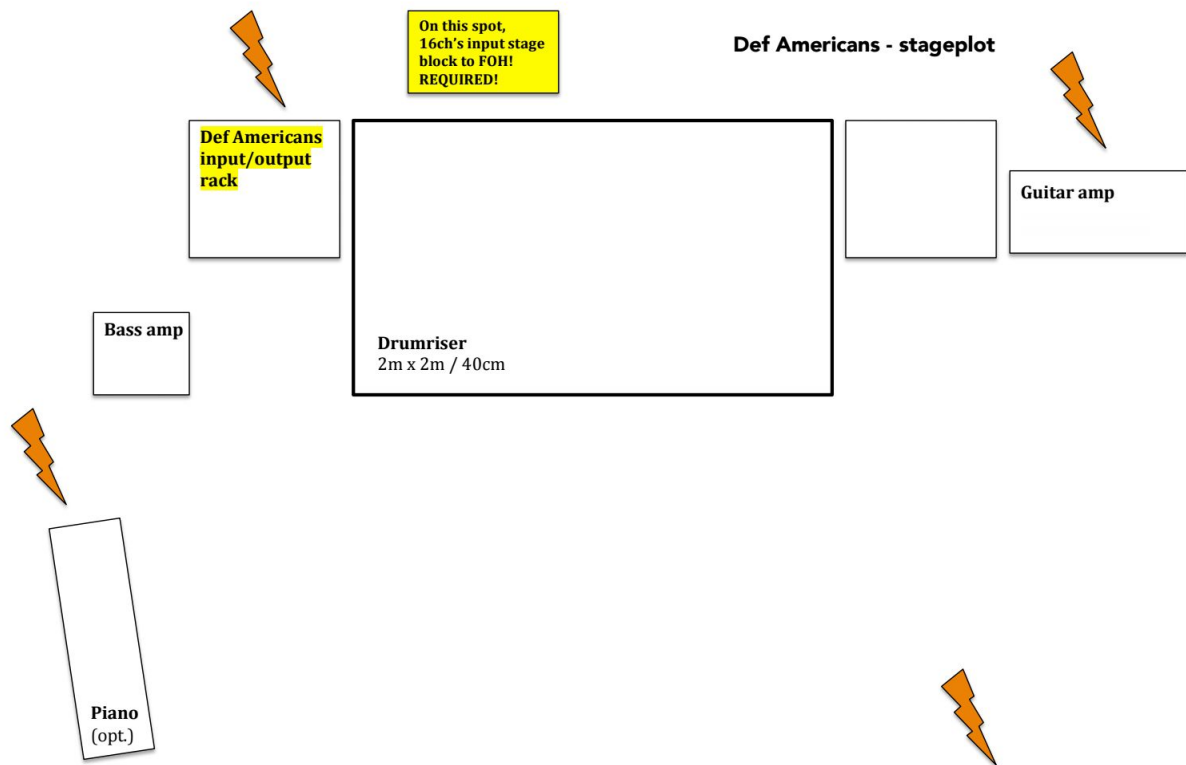 On this spot,
16ch's input stage
block to FOH!
REQUIRED!
Def Americans - stageplot
Def Americans
input/output
rack
Guitar amp
Bass amp
Drumriser
2m x 2m / 40cm
Piano
(opt.)